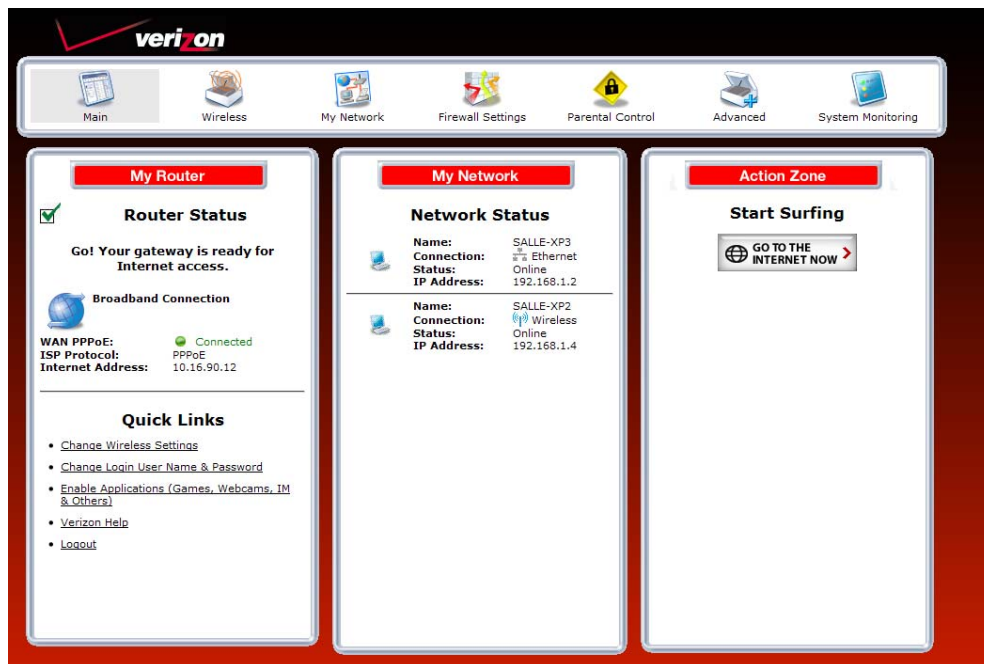 verizon
Main
Wireless
My Network
Firewall Settings
Parental Control
Advanced
System Monitoring
My Router
Router Status
Go! Your gateway is ready for
Internet access.
Broadband Connection
WAN PPPoE: Connected
ISP Protocol: PPPoE
Internet Address: 10.16.90.12
Quick Links
• Change Wireless Settings
• Change Login User Name & Password
• Enable Applications (Games, Webcams, IM
& Others)
• Verizon Help
• Logout
My Network
Network Status
Name: SALLE-XP3
Connection: Ethernet
Status: Online
IP Address: 192.168.1.2
Name: SALLE-XP2
Connection: Wireless
Status: Online
IP Address: 192.168.1.4
Action Zone
Start Surfing
GO TO THE
INTERNET NOW